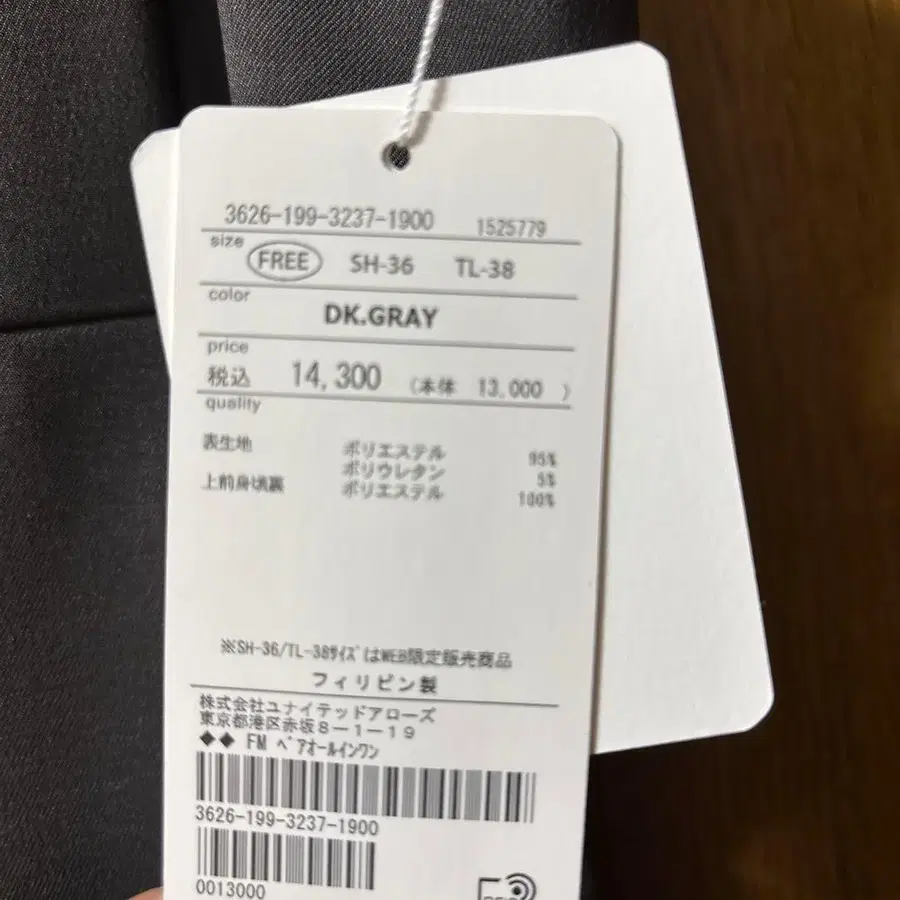 3626-199-3237-1900 1525779
size
FREE SH-36 TL-38
color
DK.GRAY
price
税込 14,300 (本体 13,000 )
quality
表生地 ポリエステル 95%
ポリウレタン 5%
上前身頃裏 ポリエステル 100%
※SH-36/TL-38ｻｲｽﾞはWEB限定販売商品
フィリピン製
株式会社ユナイテッドアローズ
東京都港区赤坂8-1-19
◆◆ FM ﾍﾞｱｵｰﾙｲﾝﾜﾝ
3626-199-3237-1900
0013000